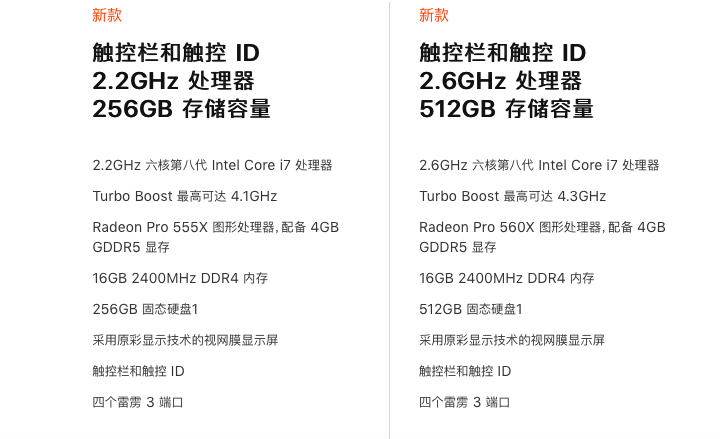 新款
触控栏和触控 ID
2.2GHz 处理器
256GB 存储容量
2.2GHz 六核第八代 Intel Core i7 处理器
Turbo Boost 最高可达 4.1GHz
Radeon Pro 555X 图形处理器, 配备 4GB
GDDR5 显存
16GB 2400MHz DDR4 内存
256GB 固态硬盘1
采用原彩显示技术的视网膜显示屏
触控栏和触控 ID
四个雷雳 3 端口
新款
触控栏和触控 ID
2.6GHz 处理器
512GB 存储容量
2.6GHz 六核第八代 Intel Core i7 处理器
Turbo Boost 最高可达 4.3GHz
Radeon Pro 560X 图形处理器, 配备 4GB
GDDR5 显存
16GB 2400MHz DDR4 内存
512GB 固态硬盘1
采用原彩显示技术的视网膜显示屏
触控栏和触控 ID
四个雷雳 3 端口